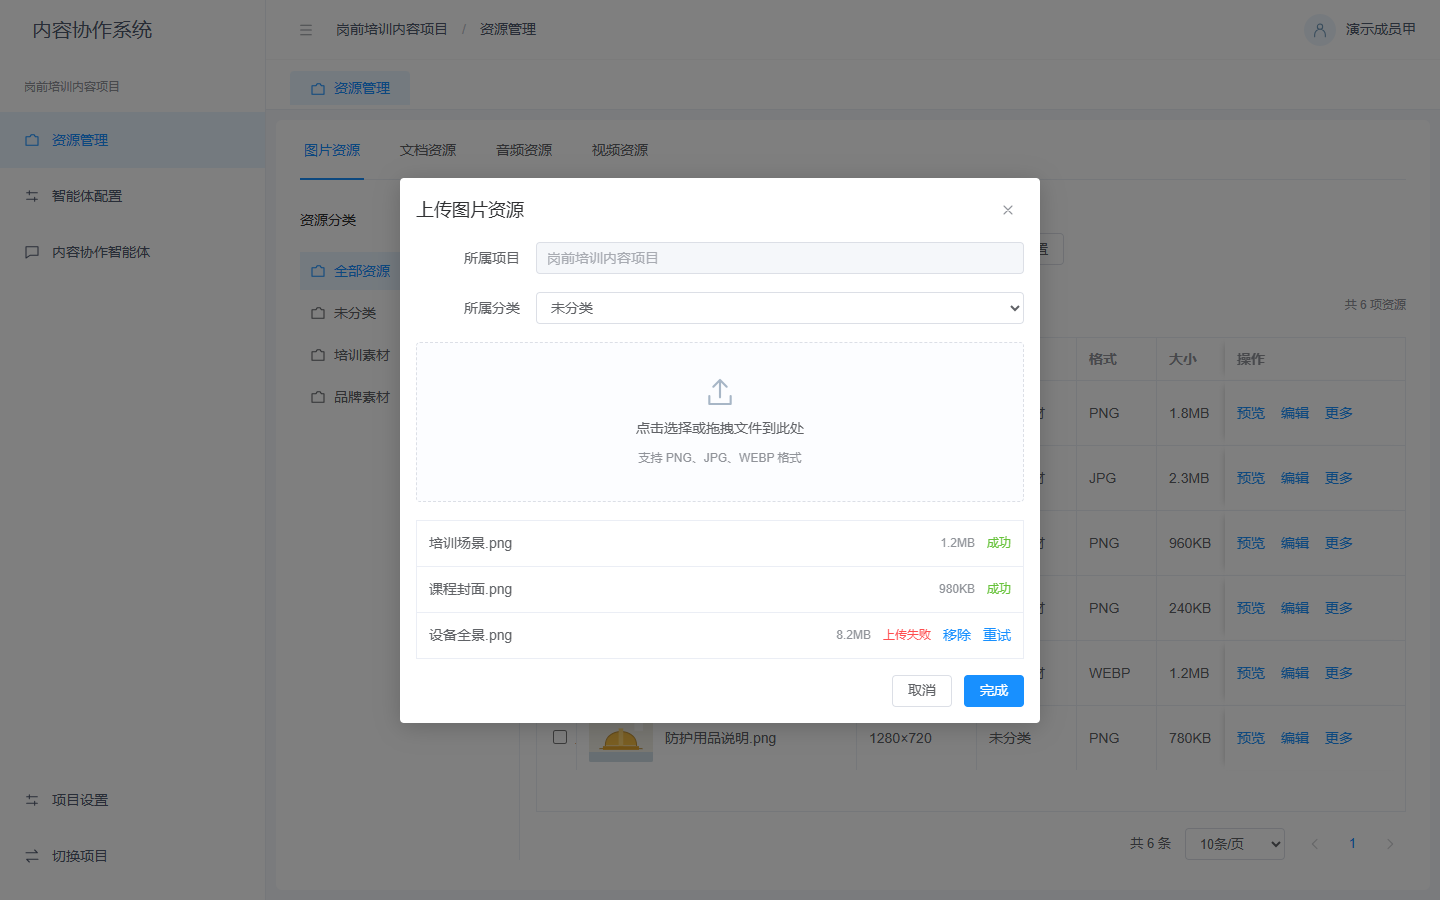 内容协作系统
岗前培训内容项目 / 资源管理
演示成员甲
岗前培训内容项目
资源管理
资源管理
智能体配置
内容协作智能体
项目设置
切换项目
图片资源 文档资源 音频资源 视频资源
资源分类
全部资源
未分类
培训素材
品牌素材
置
共 6 项资源
格式 大小 操作
材 PNG 1.8MB 预览 编辑 更多
材 JPG 2.3MB 预览 编辑 更多
材 PNG 960KB 预览 编辑 更多
材 PNG 240KB 预览 编辑 更多
材 WEBP 1.2MB 预览 编辑 更多
防护用品说明.png 1280×720 未分类 PNG 780KB 预览 编辑 更多
共 6 条 10条/页 1
上传图片资源
所属项目 岗前培训内容项目
所属分类 未分类
点击选择或拖拽文件到此处
支持 PNG、JPG、WEBP 格式
培训场景.png 1.2MB 成功
课程封面.png 980KB 成功
设备全景.png 8.2MB 上传失败 移除 重试
取消 完成